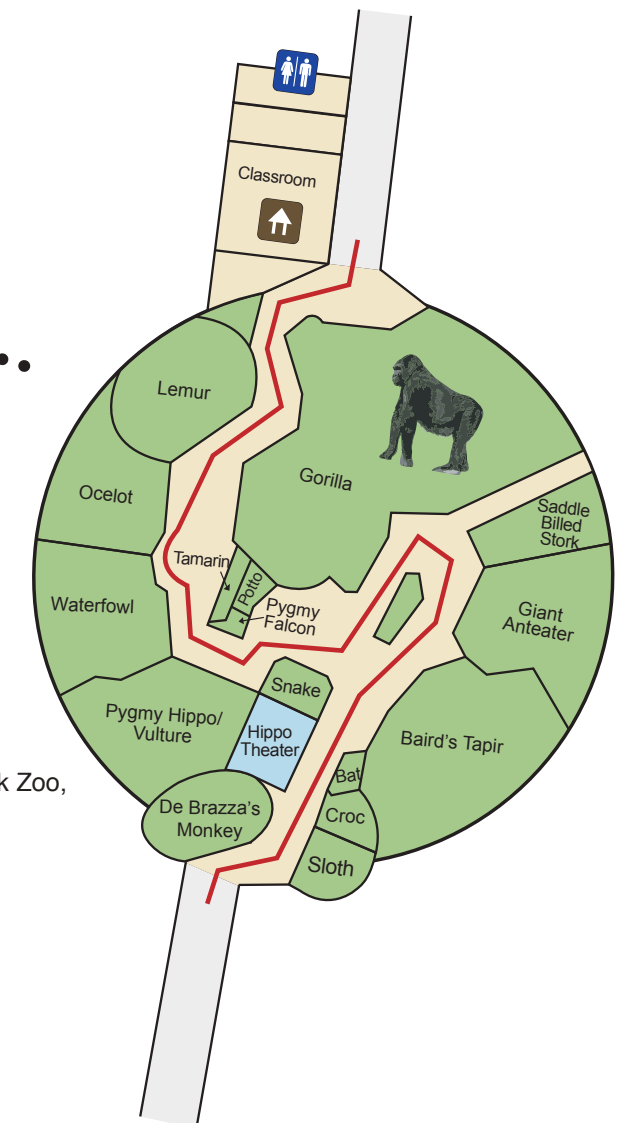 Classroom
Lemur
Gorilla
Ocelot
Saddle
Billed
Stork
Tamarin
Potto
Waterfowl
Pygmy
Falcon
Giant
Anteater
Snake
Pygmy Hippo/
Vulture
Hippo
Theater
Baird's Tapir
Bat
k Zoo,
De Brazza's
Monkey
Croc
Sloth